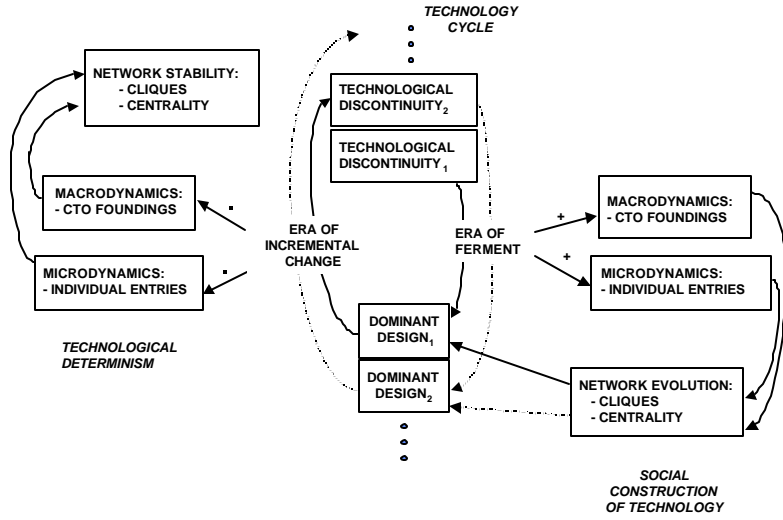 TECHNOLOGY
CYCLE
NETWORK STABILITY:
- CLIQUES
- CENTRALITY
TECHNOLOGICAL
DISCONTINUITY2
TECHNOLOGICAL
DISCONTINUITY1
MACRODYNAMICS:
- CTO FOUNDINGS
MICRODYNAMICS:
- INDIVIDUAL ENTRIES
TECHNOLOGICAL
DETERMINISM
ERA OF
INCREMENTAL
CHANGE
ERA OF
FERMENT
+
+
MACRODYNAMICS:
- CTO FOUNDINGS
MICRODYNAMICS:
- INDIVIDUAL ENTRIES
DOMINANT
DESIGN1
DOMINANT
DESIGN2
NETWORK EVOLUTION:
- CLIQUES
- CENTRALITY
SOCIAL
CONSTRUCTION
OF TECHNOLOGY